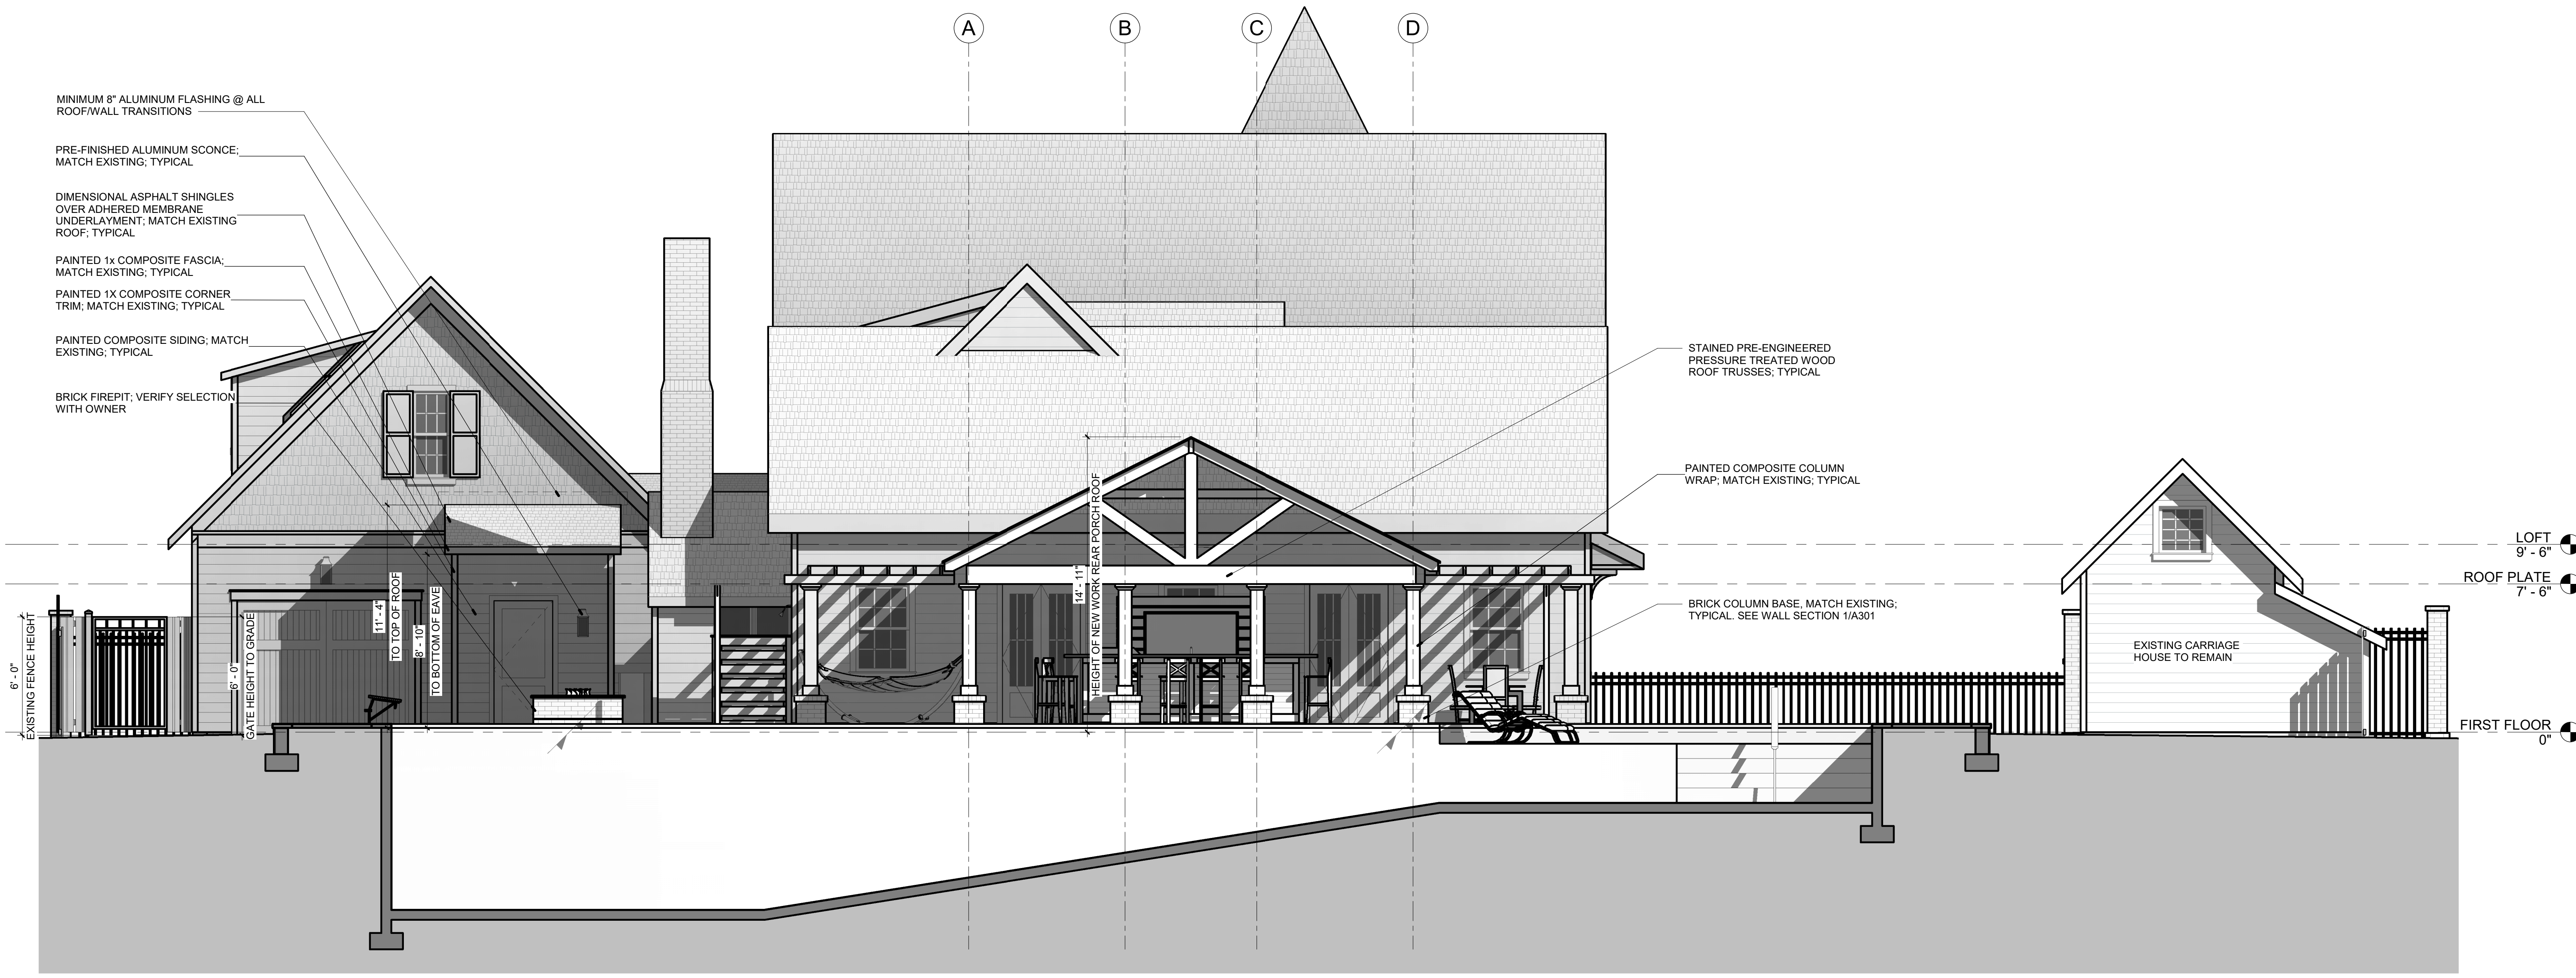 A
B
C
D
MINIMUM 8" ALUMINUM FLASHING @ ALL
ROOF/WALL TRANSITIONS
PRE-FINISHED ALUMINUM SCONCE;
MATCH EXISTING; TYPICAL
DIMENSIONAL ASPHALT SHINGLES
OVER ADHERED MEMBRANE
UNDERLAYMENT; MATCH EXISTING
ROOF; TYPICAL
PAINTED 1x COMPOSITE FASCIA;
MATCH EXISTING; TYPICAL
PAINTED 1X COMPOSITE CORNER
TRIM; MATCH EXISTING; TYPICAL
PAINTED COMPOSITE SIDING; MATCH
EXISTING; TYPICAL
BRICK FIREPIT; VERIFY SELECTION
WITH OWNER
6' - 0"
EXISTING FENCE HEIGHT
6' - 0"
GATE HEIGHT TO GRADE
11' - 4"
TO TOP OF ROOF
8' - 10"
TO BOTTOM OF EAVE
14' - 11"
HEIGHT OF NEW WORK REAR PORCH ROOF
STAINED PRE-ENGINEERED
PRESSURE TREATED WOOD
ROOF TRUSSES; TYPICAL
PAINTED COMPOSITE COLUMN
WRAP; MATCH EXISTING; TYPICAL
BRICK COLUMN BASE, MATCH EXISTING;
TYPICAL. SEE WALL SECTION 1/A301
EXISTING CARRIAGE
HOUSE TO REMAIN
LOFT
9' - 6"
ROOF PLATE
7' - 6"
FIRST FLOOR
0"